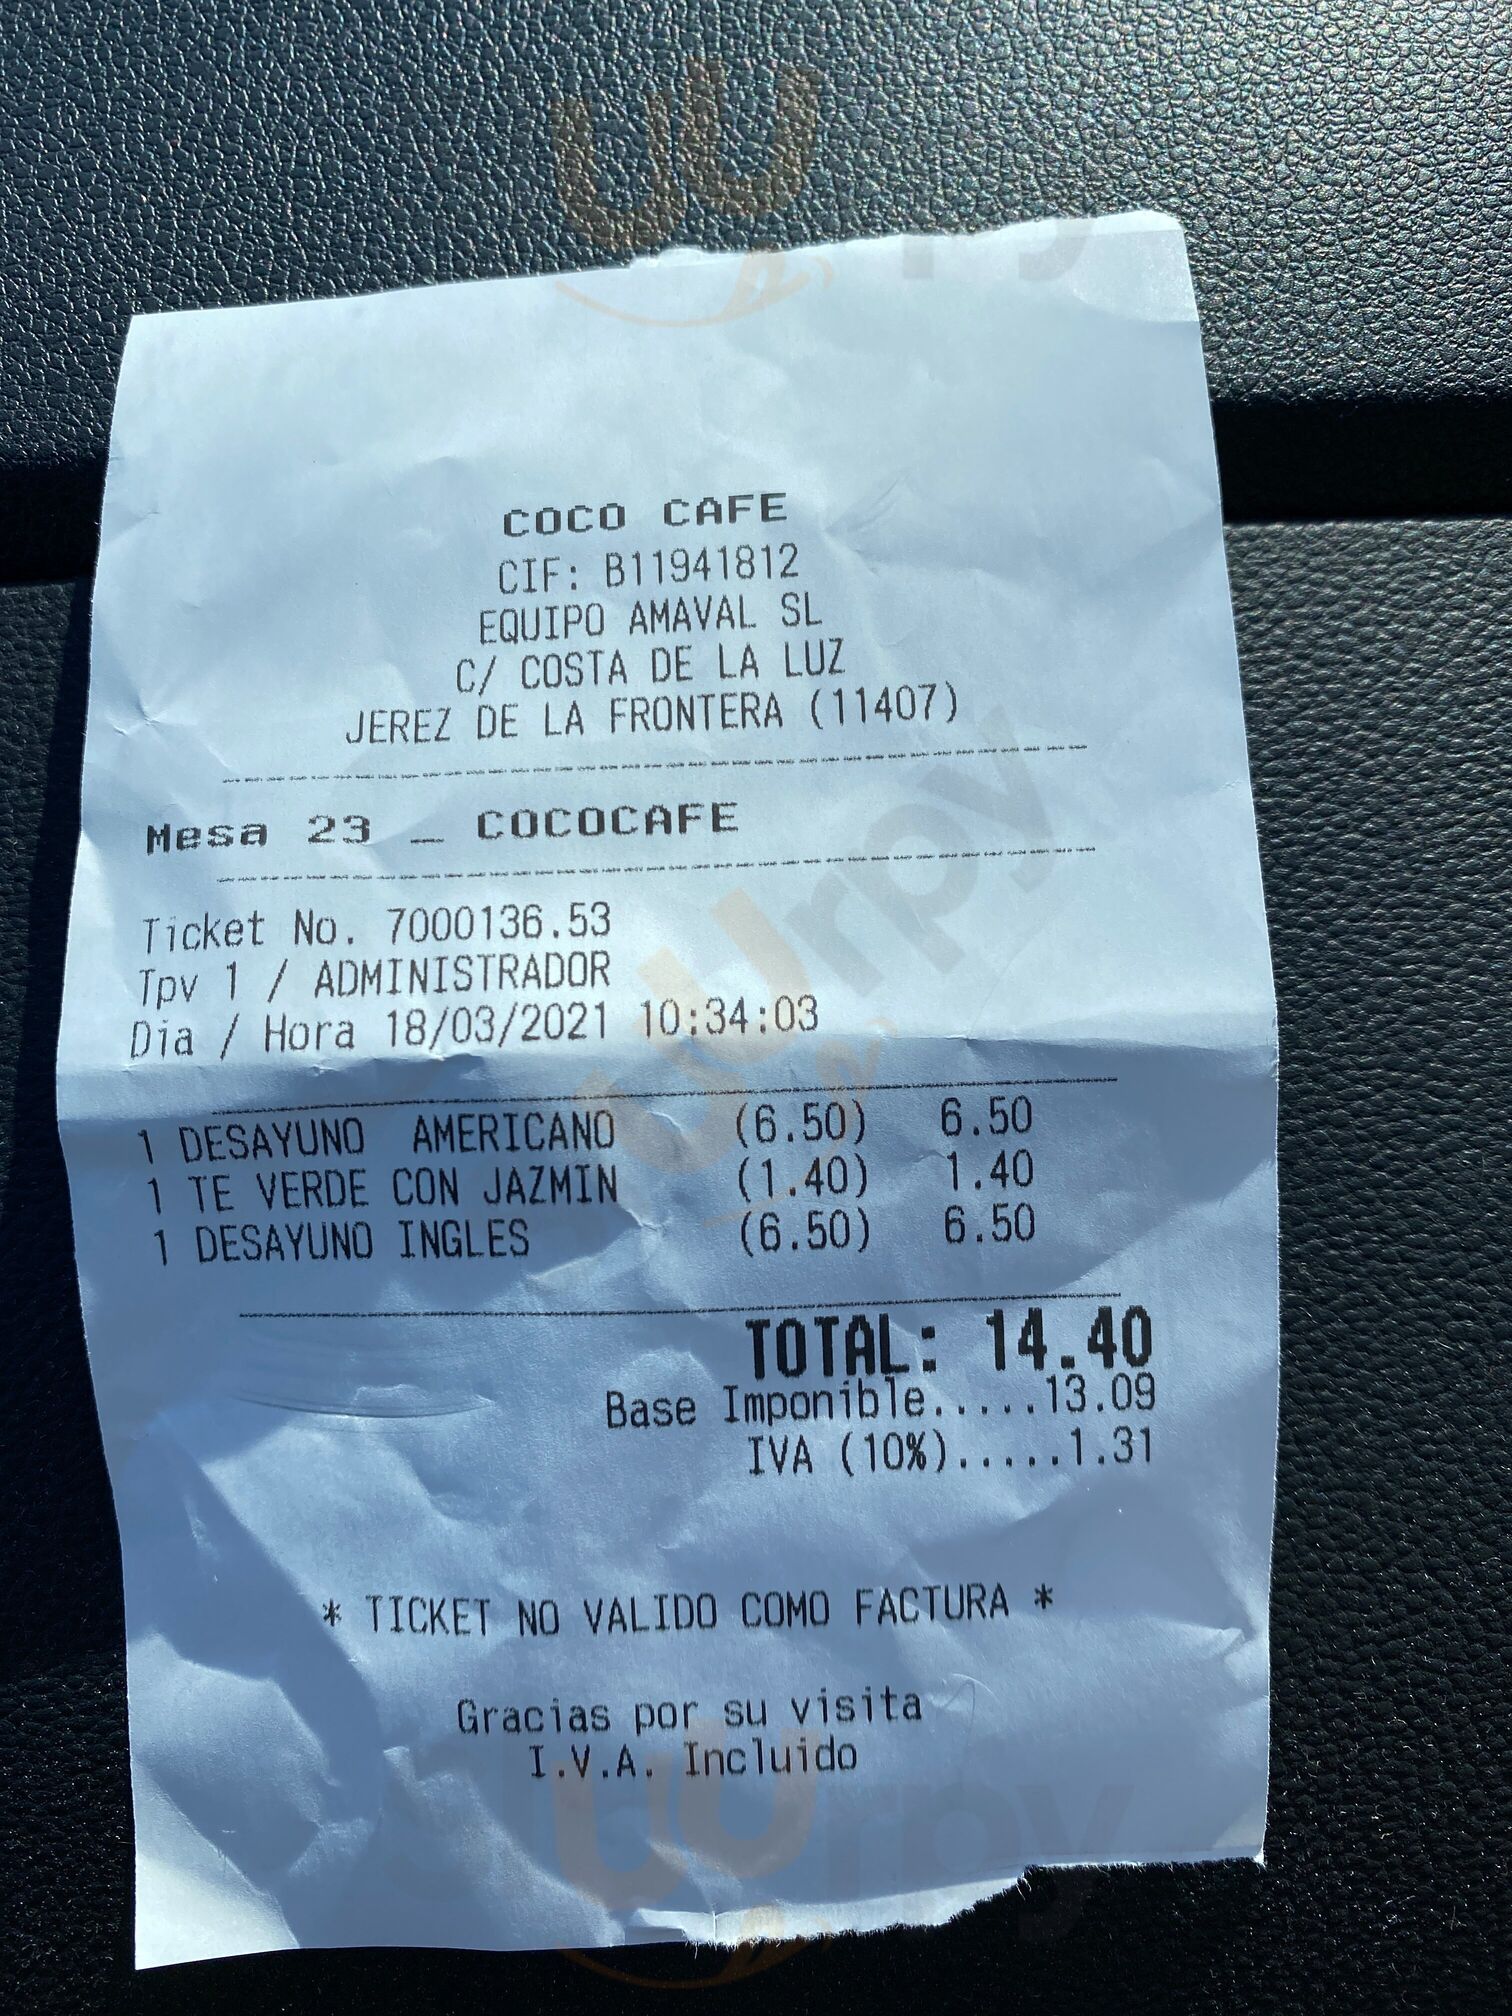 COCO CAFE
CIF: B11941812
EQUIPO AMAVAL SL
C/ COSTA DE LA LUZ
JEREZ DE LA FRONTERA (11407)
Mesa 23 _ COCOCAFE
Ticket No. 7000136.53
Tpv 1 / ADMINISTRADOR
Dia / Hora 18/03/2021 10:34:03
1 DESAYUNO AMERICANO (6.50) 6.50
1 TE VERDE CON JAZMIN (1.40) 1.40
1 DESAYUNO INGLES (6.50) 6.50
TOTAL: 14.40
Base Imponible.....13.09
IVA (10%).....1.31
* TICKET NO VALIDO COMO FACTURA *
Gracias por su visita
I.V.A. Incluido